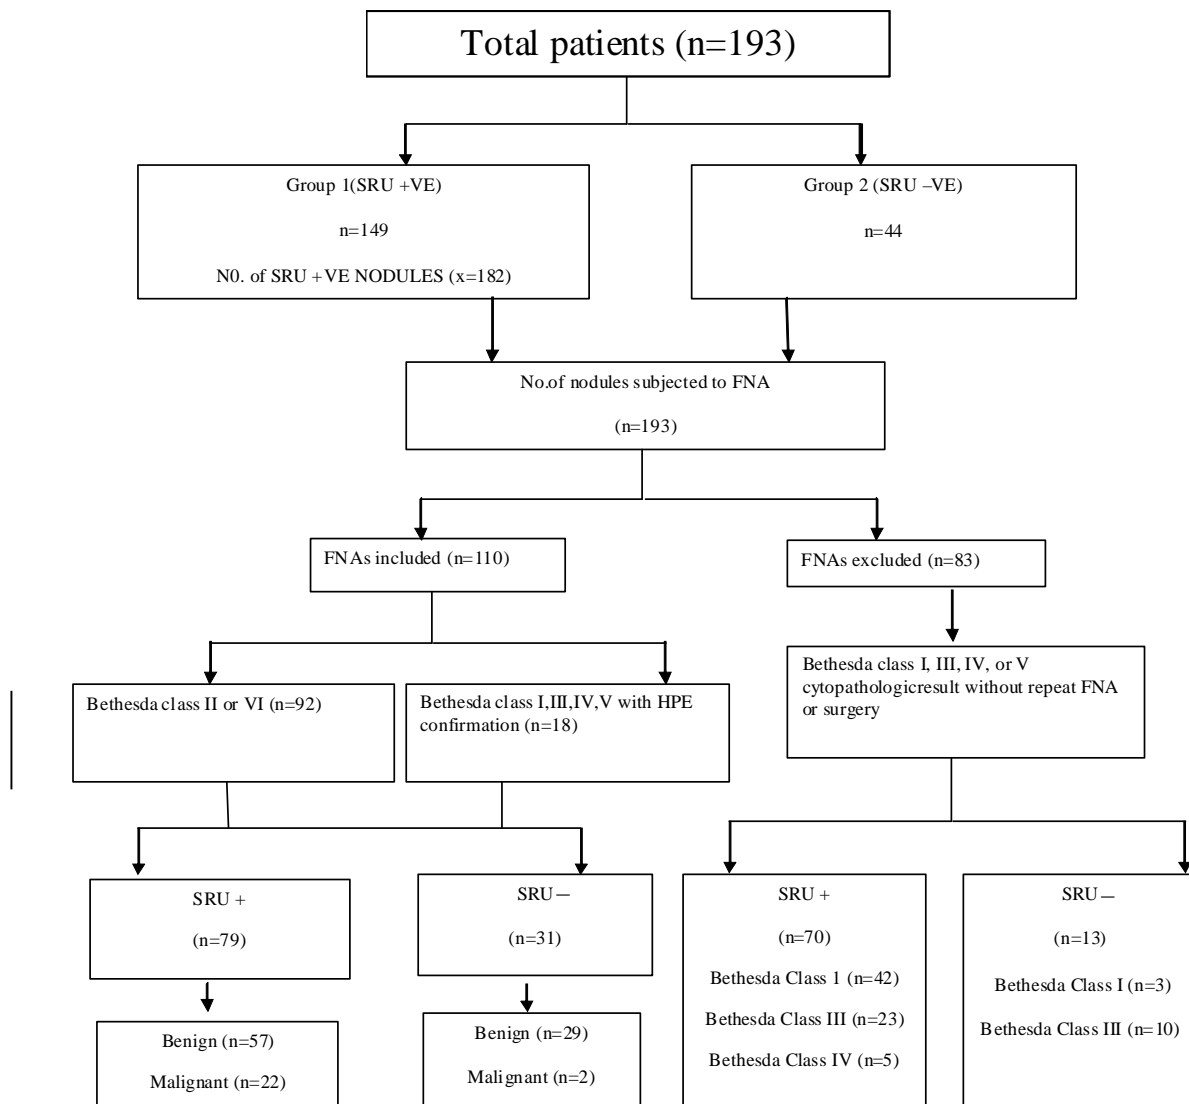 Total patients (n=193)
Group 1(SRU +VE)
n=149
N0. of SRU +VE NODULES (x=182)
Group 2 (SRU –VE)
n=44
No.of nodules subjected to FNA
(n=193)
FNAs included (n=110)
FNAs excluded (n=83)
Bethesda class II or VI (n=92)
Bethesda class I,III,IV,V with HPE
confirmation (n=18)
Bethesda class I, III, IV, or V
cytopathologicresult without repeat FNA
or surgery
SRU +
(n=79)
SRU—
(n=31)
SRU +
(n=70)
Bethesda Class 1 (n=42)
Bethesda Class III (n=23)
Bethesda Class IV (n=5)
SRU—
(n=13)
Bethesda Class I (n=3)
Bethesda Class III (n=10)
Benign (n=57)
Malignant (n=22)
Benign (n=29)
Malignant (n=2)